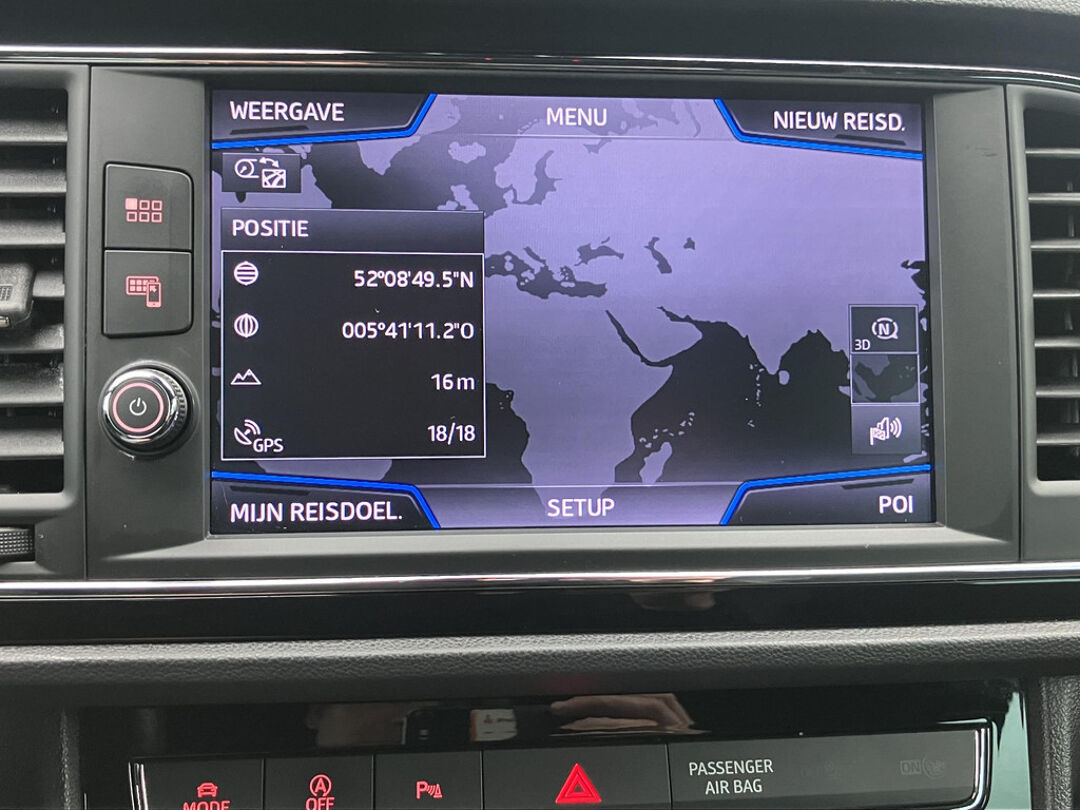 WEERGAVE
MENU
NIEUW REISD.
POSITIE
52°08'49.5"N
005°41'11.2"O
16 m
GPS
18/18
N
3D
MIJN REISDOEL.
SETUP
POI
MODE
A
OFF
P
PASSENGER
AIR BAG
ON